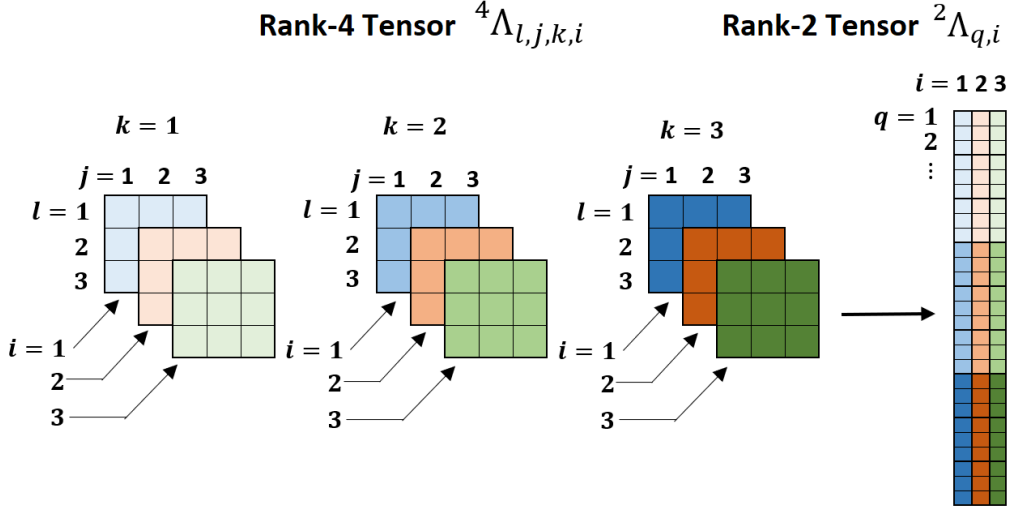 Rank-4 Tensor ⁴Λ_{l,j,k,i}
Rank-2 Tensor ²Λ_{q,i}
k = 1
j = 1 2 3
l = 1
2
3
i = 1
2
3
k = 2
j = 1 2 3
l = 1
2
3
i = 1
2
3
k = 3
j = 1 2 3
l = 1
2
3
i = 1
2
3
i = 1 2 3
q = 1
2
⋮